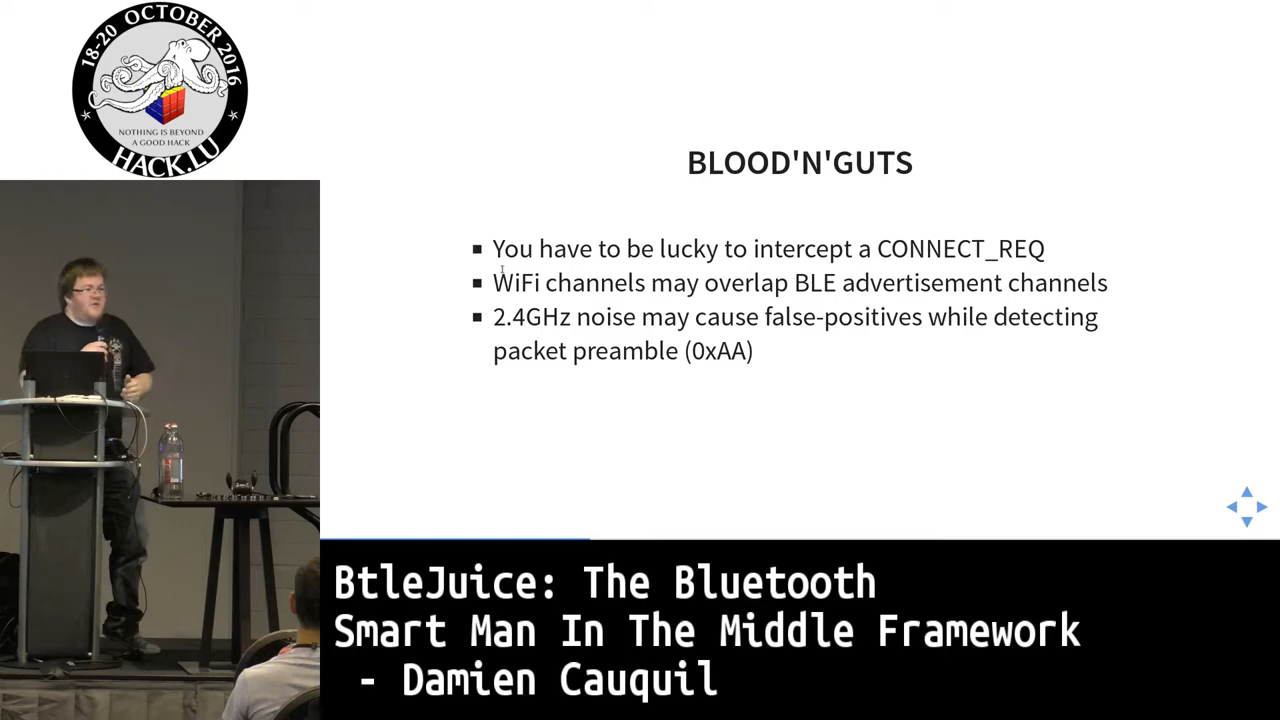 18-20 OCTOBER 2016
NOTHING IS BEYOND
A GOOD HACK
HACK.LU
BLOOD'N'GUTS
You have to be lucky to intercept a CONNECT_REQ
WiFi channels may overlap BLE advertisement channels
2.4GHz noise may cause false-positives while detecting
packet preamble (0xAA)
BtleJuice: The Bluetooth
Smart Man In The Middle Framework
- Damien Cauquil